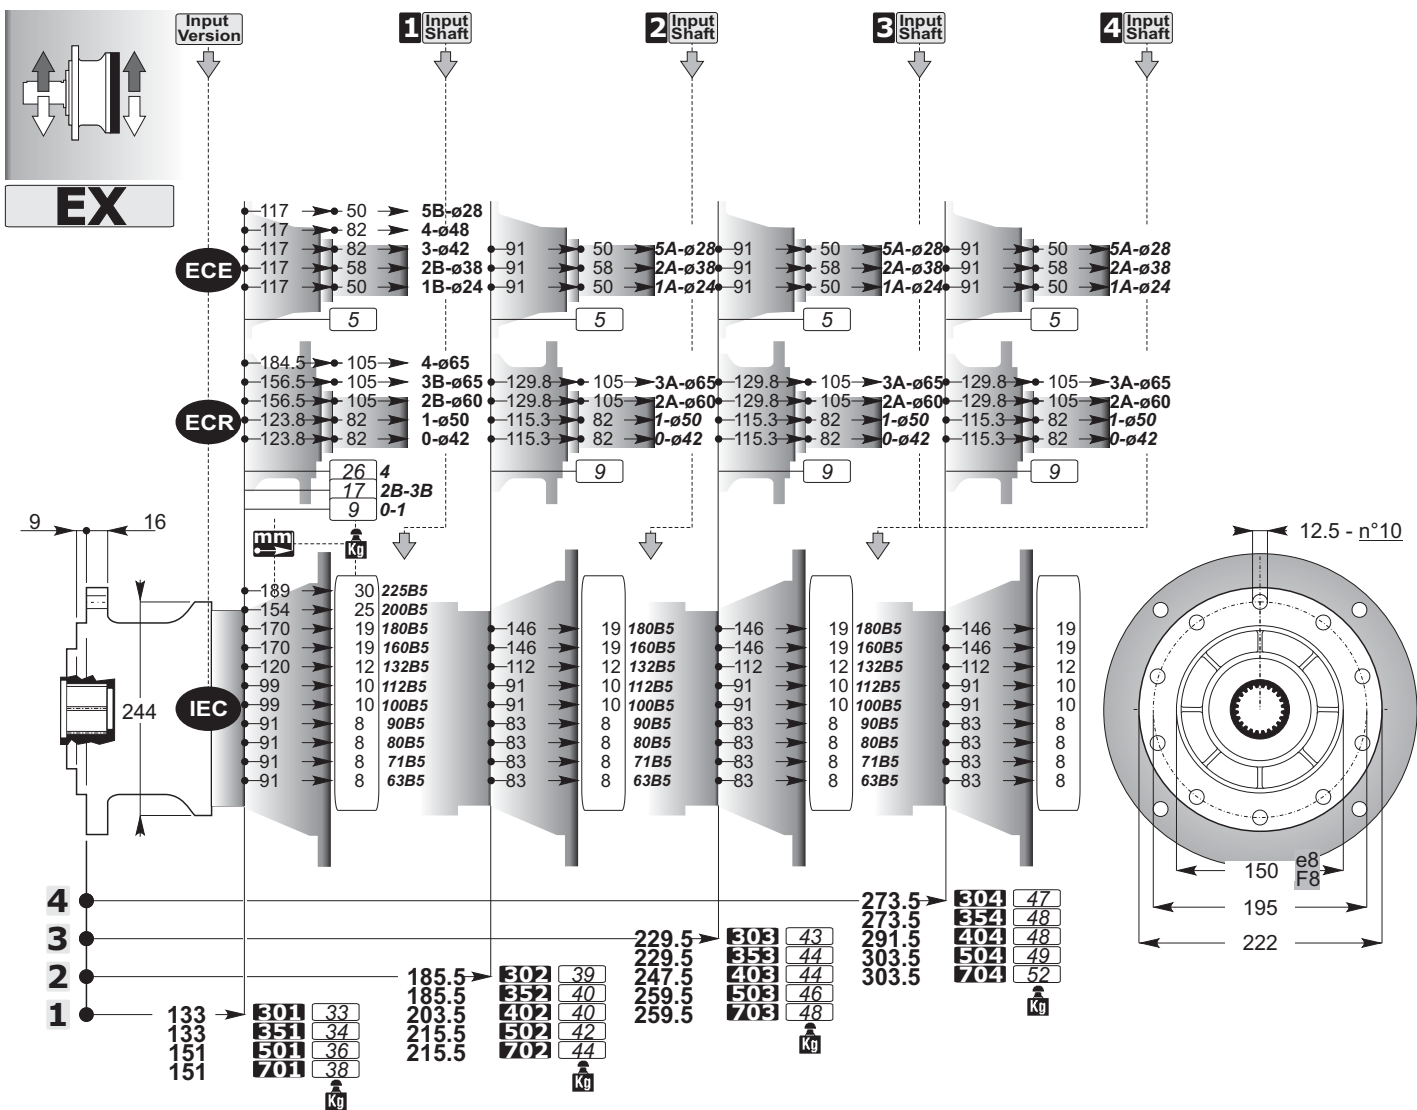 Input Version
1 Input Shaft
2 Input Shaft
3 Input Shaft
4 Input Shaft
EX
ECE
117 50 5B-ø28
117 82 4-ø48
117 82 3-ø42 91 50 5A-ø28 91 50 5A-ø28 91 50 5A-ø28
117 58 2B-ø38 91 58 2A-ø38 91 58 2A-ø38 91 58 2A-ø38
117 50 1B-ø24 91 50 1A-ø24 91 50 1A-ø24 91 50 1A-ø24
5 5 5 5
ECR
184.5 105 4-ø65
156.5 105 3B-ø65 129.8 105 3A-ø65 129.8 105 3A-ø65 129.8 105 3A-ø65
156.5 105 2B-ø60 129.8 105 2A-ø60 129.8 105 2A-ø60 129.8 105 2A-ø60
123.8 82 1-ø50 115.3 82 1-ø50 115.3 82 1-ø50 115.3 82 1-ø50
123.8 82 0-ø42 115.3 82 0-ø42 115.3 82 0-ø42 115.3 82 0-ø42
26 4 9 9 9
17 2B-3B
9 0-1
9 16
mm
Kg
12.5 - n°10
IEC
244
189 30 225B5
154 25 200B5
170 19 180B5 146 19 180B5 146 19 180B5 146 19
170 19 160B5 146 19 160B5 146 19 160B5 146 19
120 12 132B5 112 12 132B5 112 12 132B5 112 12
99 10 112B5 91 10 112B5 91 10 112B5 91 10
99 10 100B5 91 10 100B5 91 10 100B5 91 10
91 8 90B5 83 8 90B5 83 8 90B5 83 8
91 8 80B5 83 8 80B5 83 8 80B5 83 8
91 8 71B5 83 8 71B5 83 8 71B5 83 8
91 8 63B5 83 8 63B5 83 8 63B5 83 8
150 e8 F8
195
222
4
273.5 304 47
273.5 354 48
291.5 404 48
303.5 504 49
303.5 704 52
Kg
3
229.5 303 43
229.5 353 44
247.5 403 44
259.5 503 46
259.5 703 48
Kg
2
185.5 302 39
185.5 352 40
203.5 402 40
215.5 502 42
215.5 702 44
Kg
1
133 301 33
133 351 34
151 501 36
151 701 38
Kg